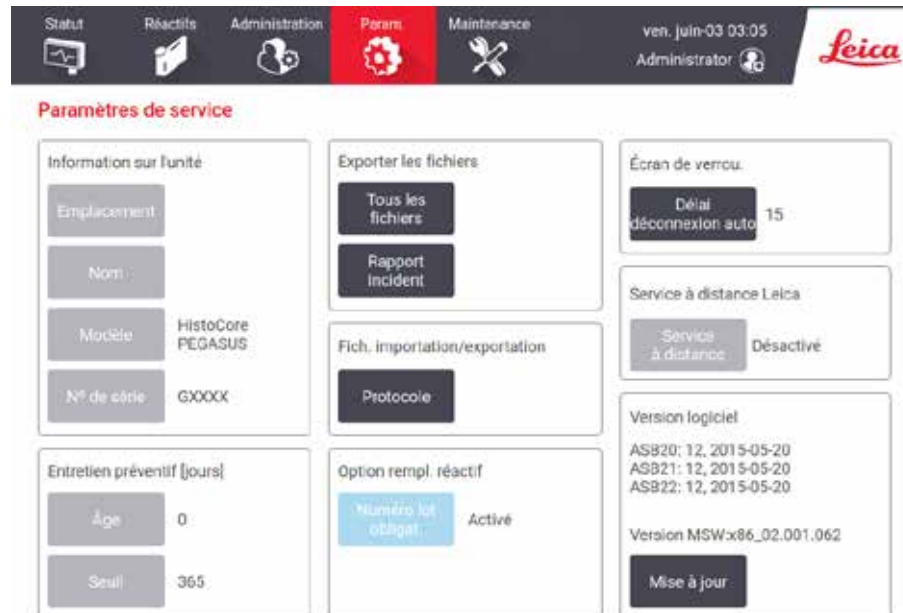 Statut
Réactifs
Administration
Param.
Maintenance
ven. juin-03 03:05
Administrator
Leica
Paramètres de service
Information sur l'unité
Emplacement
Nom
Modèle
HistoCore
PEGASUS
Nº de série
GXXXX
Entretien préventif [jours[
Âge
0
Seuil
365
Exporter les fichiers
Tous les
fichiers
Rapport
Incident
Fich. importation/exportation
Protocole
Option rempl. réactif
Numéro lot
obligat.
Activé
Écran de verrou.
Délai
déconnexion auto
15
Service à distance Leica
Service
à distance
Désactivé
Version logiciel
ASB20: 12, 2015-05-20
ASB21: 12, 2015-05-20
ASB22: 12, 2015-05-20
Version MSW:x86_02.001.062
Mise à jour